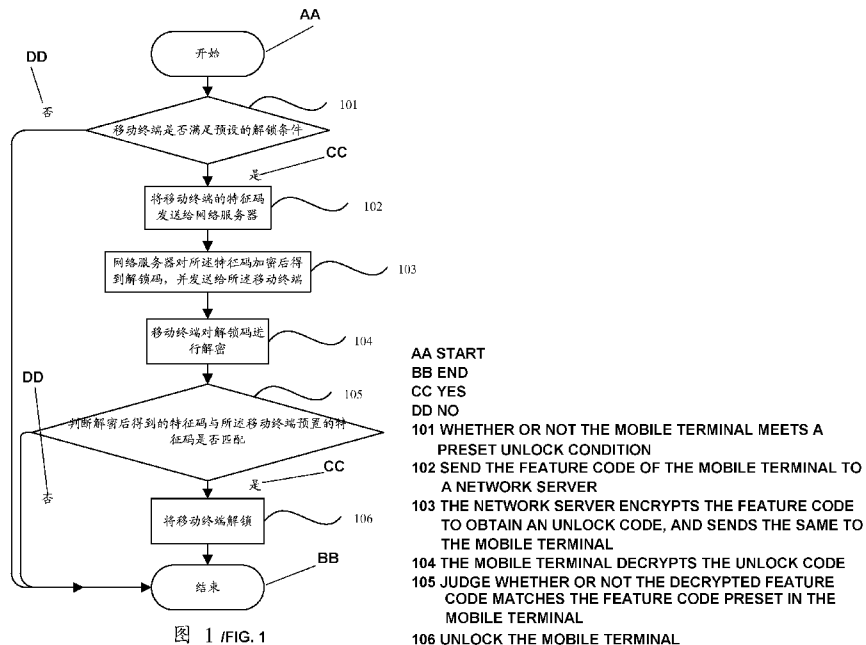 AA
开始
DD
否
101
移动终端是否满足预设的解锁条件
CC
是
将移动终端的特征码
发送给网络服务器
102
网络服务器对所述特征码加密后得
到解锁码，并发送给所述移动终端
103
移动终端对解锁码进
行解密
104
DD
105
判断解密后得到的特征码与所述移动终端预置的特
征码是否匹配
否
CC
是
将移动终端解锁
106
BB
结束
图 1 /FIG. 1
AA START
BB END
CC YES
DD NO
101 WHETHER OR NOT THE MOBILE TERMINAL MEETS A
PRESET UNLOCK CONDITION
102 SEND THE FEATURE CODE OF THE MOBILE TERMINAL TO
A NETWORK SERVER
103 THE NETWORK SERVER ENCRYPTS THE FEATURE CODE
TO OBTAIN AN UNLOCK CODE, AND SENDS THE SAME TO
THE MOBILE TERMINAL
104 THE MOBILE TERMINAL DECRYPTS THE UNLOCK CODE
105 JUDGE WHETHER OR NOT THE DECRYPTED FEATURE
CODE MATCHES THE FEATURE CODE PRESET IN THE
MOBILE TERMINAL
106 UNLOCK THE MOBILE TERMINAL